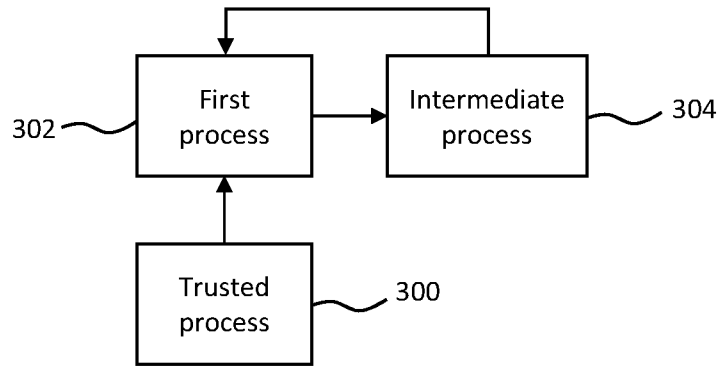 First
process
Intermediate
process
302
304
Trusted
process
300